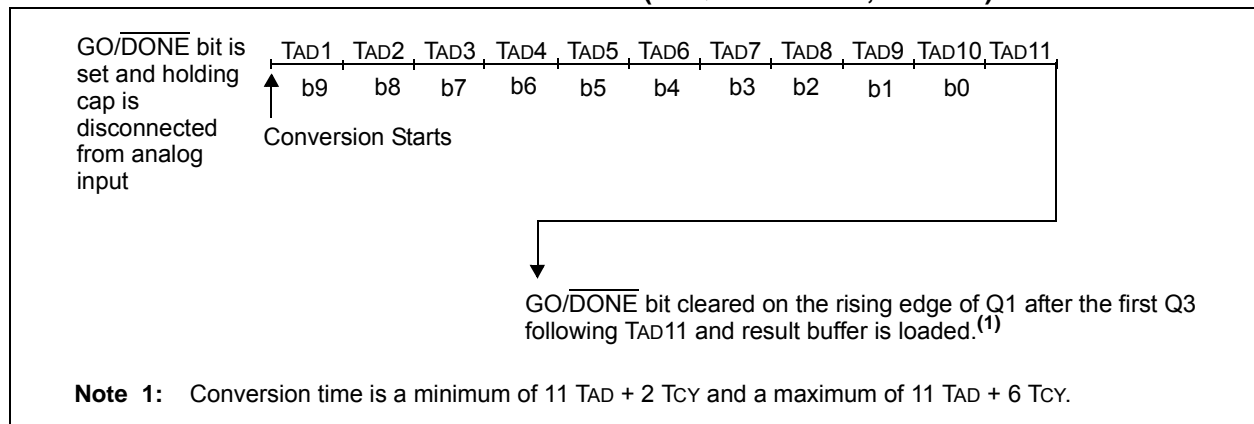 GO/DONE bit is
set and holding
cap is
disconnected
from analog
input
TAD1 TAD2 TAD3 TAD4 TAD5 TAD6 TAD7 TAD8 TAD9 TAD10 TAD11
b9 b8 b7 b6 b5 b4 b3 b2 b1 b0
Conversion Starts
GO/DONE bit cleared on the rising edge of Q1 after the first Q3
following TAD11 and result buffer is loaded.(1)
Note 1: Conversion time is a minimum of 11 TAD + 2 TCY and a maximum of 11 TAD + 6 TCY.